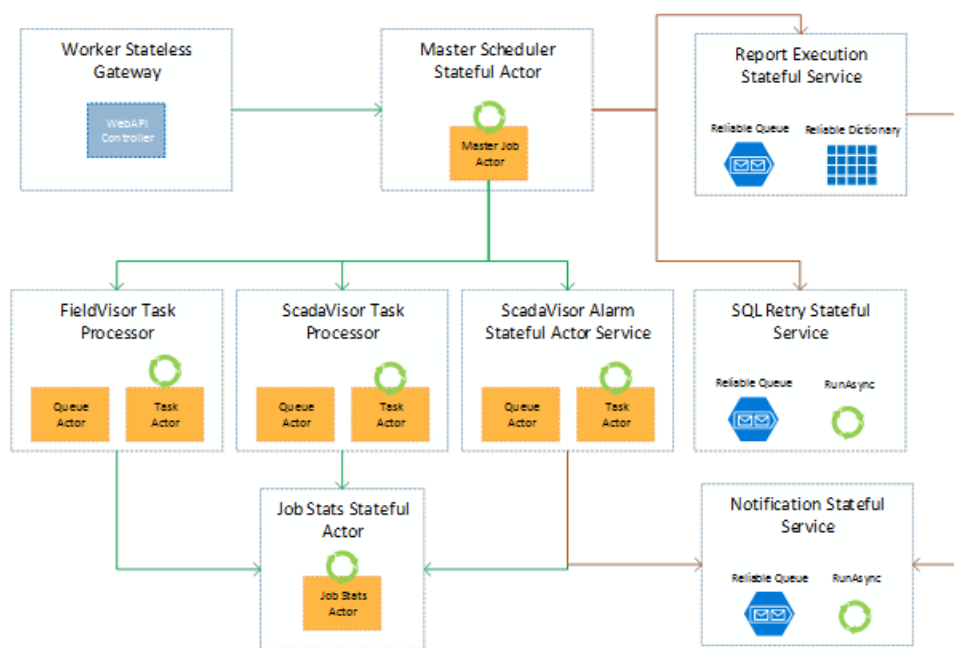 Worker Stateless
Gateway
WebAPI
Controller
Master Scheduler
Stateful Actor
Master Job
Actor
Report Execution
Stateful Service
Reliable Queue
Reliable Dictionary
FieldVisor Task
Processor
Queue
Actor
Task
Actor
ScadaVisor Task
Processor
Queue
Actor
Task
Actor
ScadaVisor Alarm
Stateful Actor Service
Queue
Actor
Task
Actor
SQL Retry Stateful
Service
Reliable Queue
RunAsync
Job Stats Stateful
Actor
Job Stats
Actor
Notification Stateful
Service
Reliable Queue
RunAsync